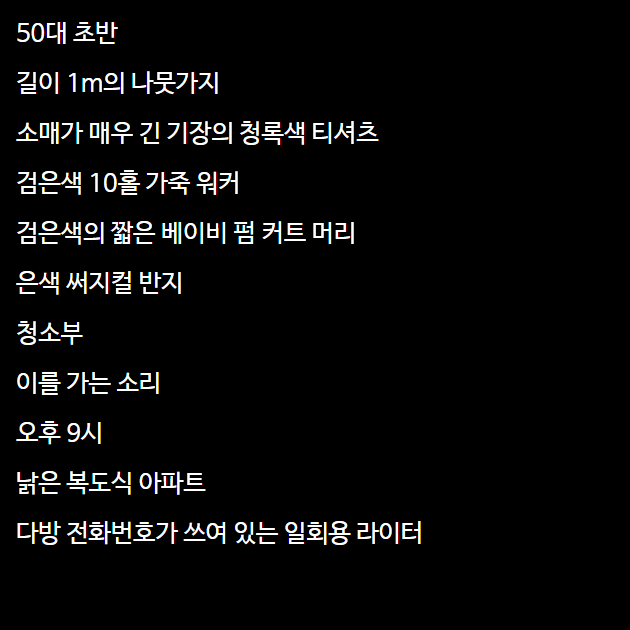 50대 초반
길이 1m의 나뭇가지
소매가 매우 긴 기장의 청록색 티셔츠
검은색 10홀 가죽 워커
검은색의 짧은 베이비 펌 커트 머리
은색 써지컬 반지
청소부
이를 가는 소리
오후 9시
낡은 복도식 아파트
다방 전화번호가 쓰여 있는 일회용 라이터